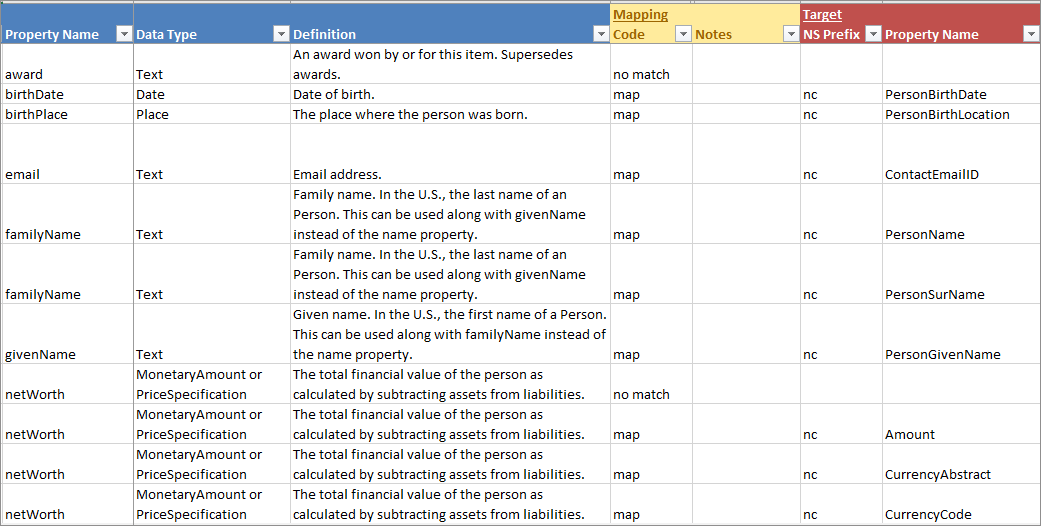 Mapping Target
Property Name Data Type Definition Code Notes NS Prefix Property Name
An award won by or for this item. Supersedes
award Text awards. no match
birthDate Date Date of birth. map nc PersonBirthDate
birthPlace Place The place where the person was born. map nc PersonBirthLocation
email Text Email address. map nc ContactEmailID
Family name. In the U.S., the last name of an
Person. This can be used along with givenName
familyName Text instead of the name property. map nc PersonName
Family name. In the U.S., the last name of an
Person. This can be used along with givenName
familyName Text instead of the name property. map nc PersonSurName
Given name. In the U.S., the first name of a Person.
This can be used along with familyName instead of
givenName Text the name property. map nc PersonGivenName
MonetaryAmount or The total financial value of the person as
netWorth PriceSpecification calculated by subtracting assets from liabilities. no match
MonetaryAmount or The total financial value of the person as
netWorth PriceSpecification calculated by subtracting assets from liabilities. map nc Amount
MonetaryAmount or The total financial value of the person as
netWorth PriceSpecification calculated by subtracting assets from liabilities. map nc CurrencyAbstract
MonetaryAmount or The total financial value of the person as
netWorth PriceSpecification calculated by subtracting assets from liabilities. map nc CurrencyCode